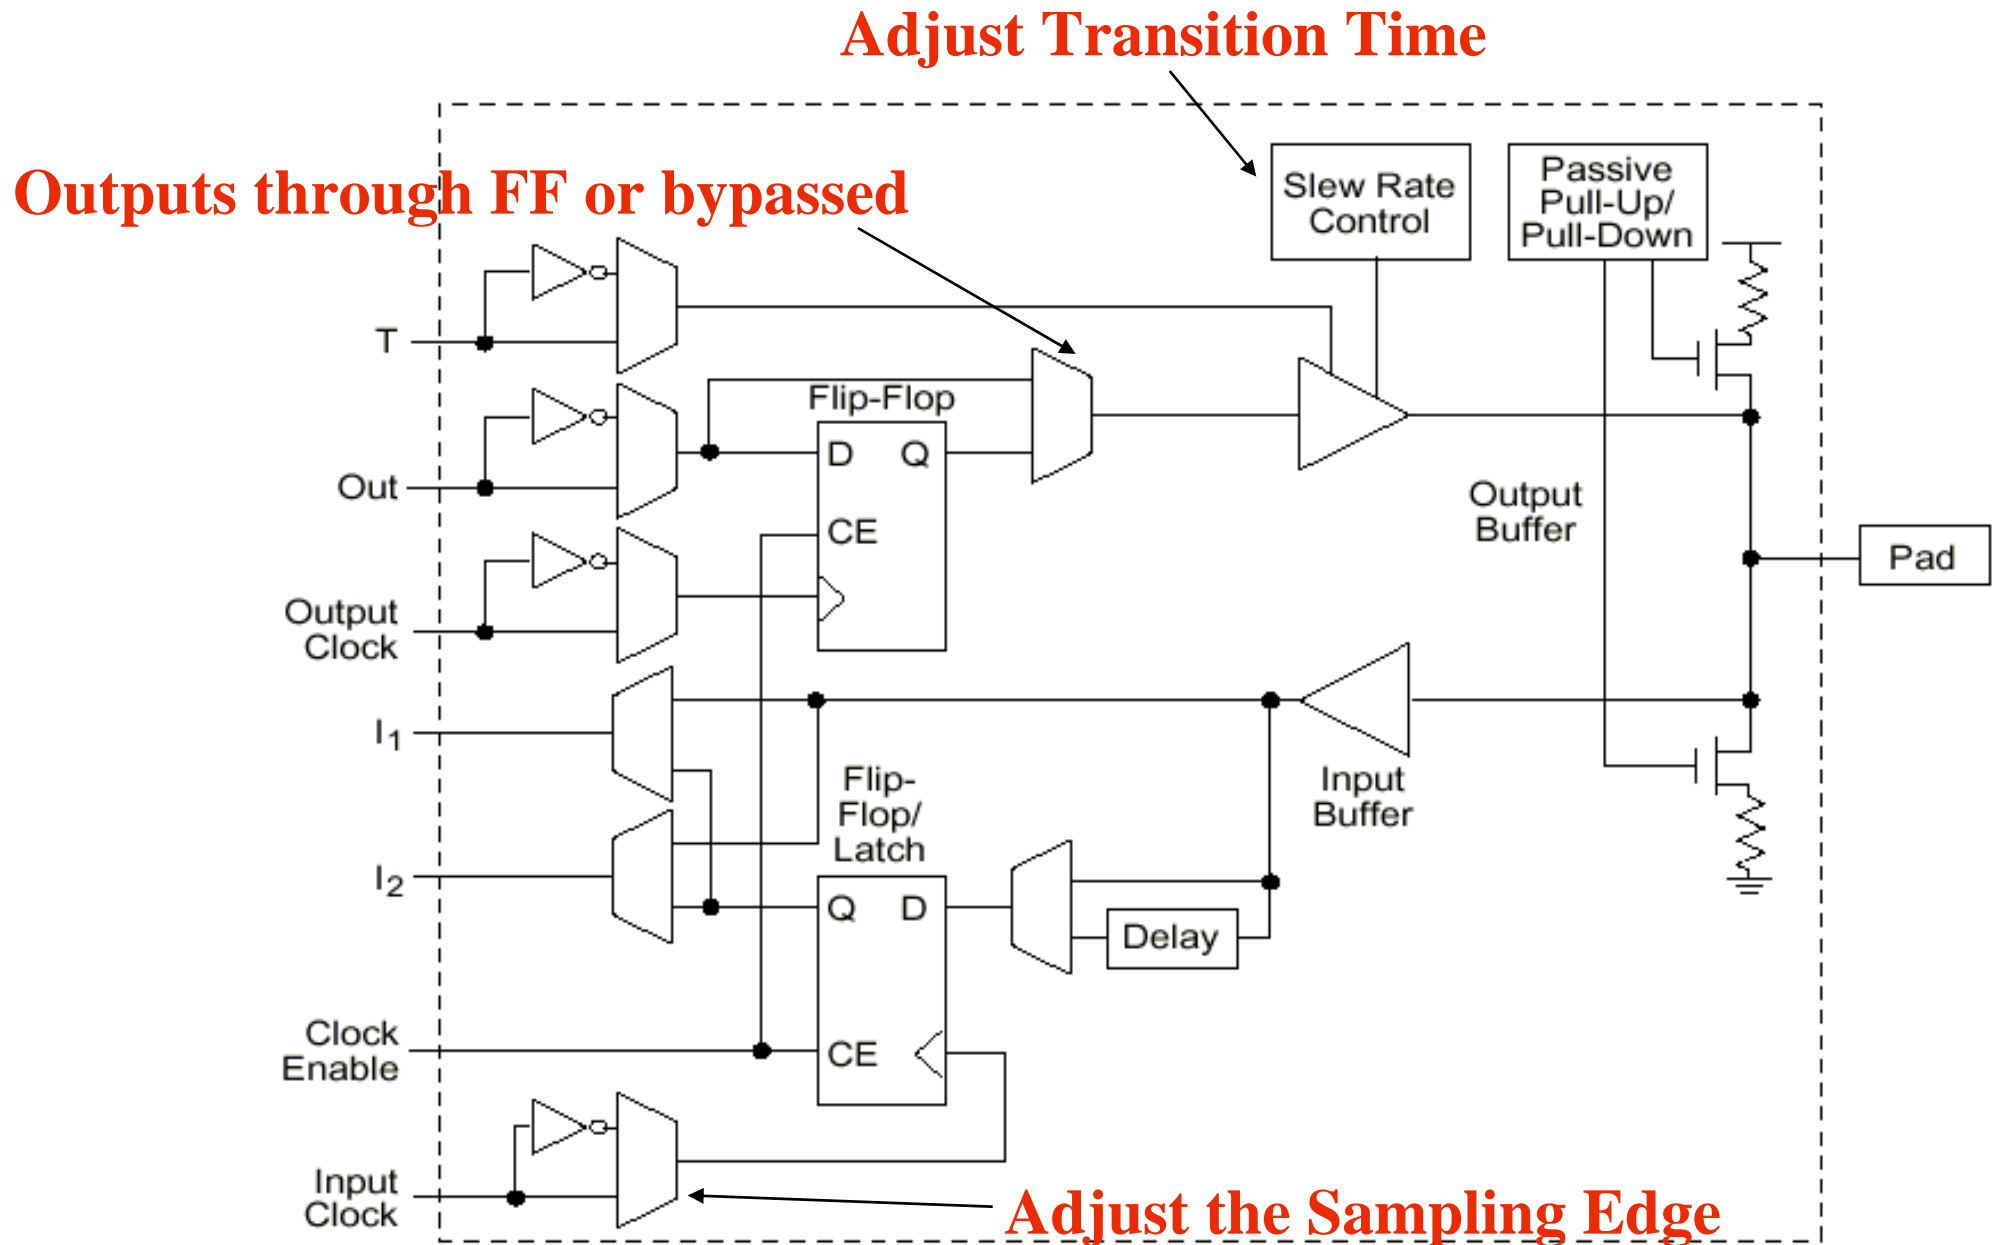 Adjust Transition Time
Outputs through FF or bypassed
Slew Rate
Control
Passive
Pull-Up/
Pull-Down
T
Flip-Flop
D Q
Out
CE
Output
Buffer
Pad
Output
Clock
I1
Flip-
Flop/
Latch
Input
Buffer
I2
Q D
Delay
Clock
Enable
CE
Input
Clock
Adjust the Sampling Edge